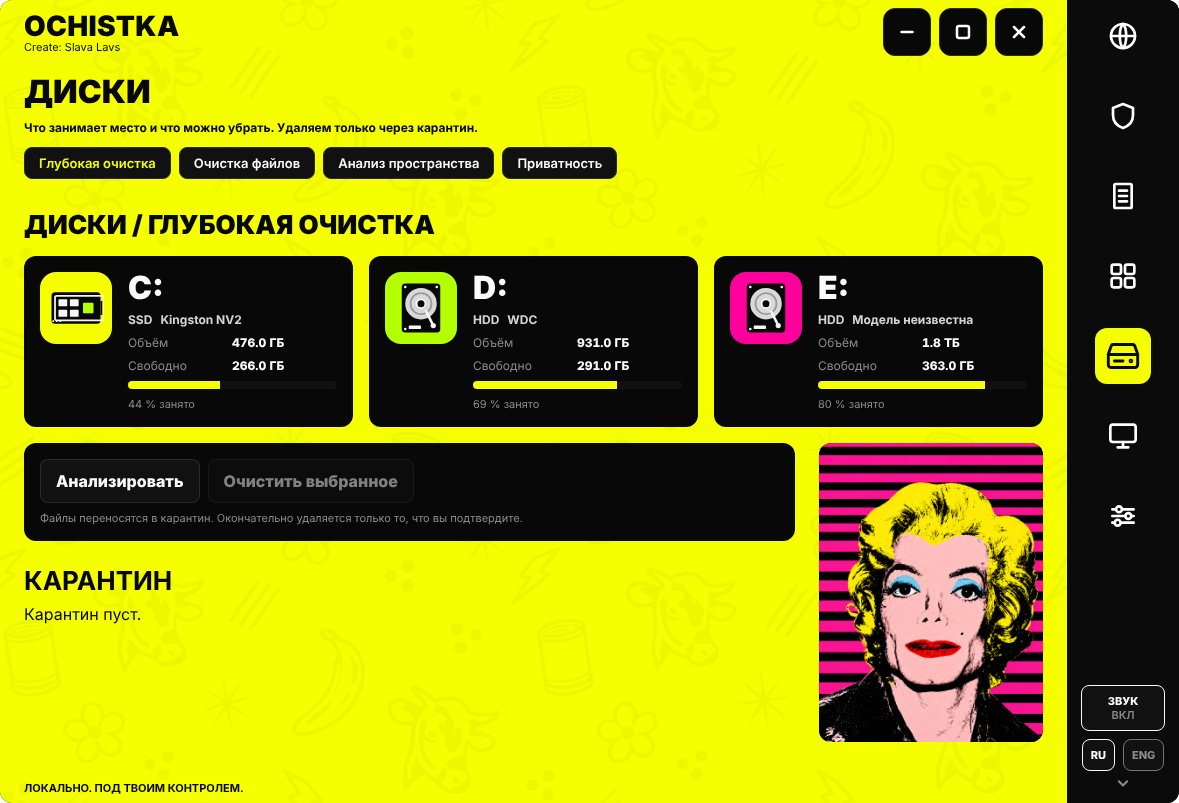 OCHISTKA
Create: Slava Lavs
ДИСКИ
Что занимает место и что можно убрать. Удаляем только через карантин.
Глубокая очистка
Очистка файлов
Анализ пространства
Приватность
ДИСКИ / ГЛУБОКАЯ ОЧИСТКА
C:
SSD Kingston NV2
Объём 476.0 ГБ
Свободно 266.0 ГБ
44 % занято
D:
HDD WDC
Объём 931.0 ГБ
Свободно 291.0 ГБ
69 % занято
E:
HDD Модель неизвестна
Объём 1.8 ТБ
Свободно 363.0 ГБ
80 % занято
Анализировать
Очистить выбранное
Файлы переносятся в карантин. Окончательно удаляется только то, что вы подтвердите.
КАРАНТИН
Карантин пуст.
ЛОКАЛЬНО. ПОД ТВОИМ КОНТРОЛЕМ.
ЗВУК
ВКЛ
RU
ENG